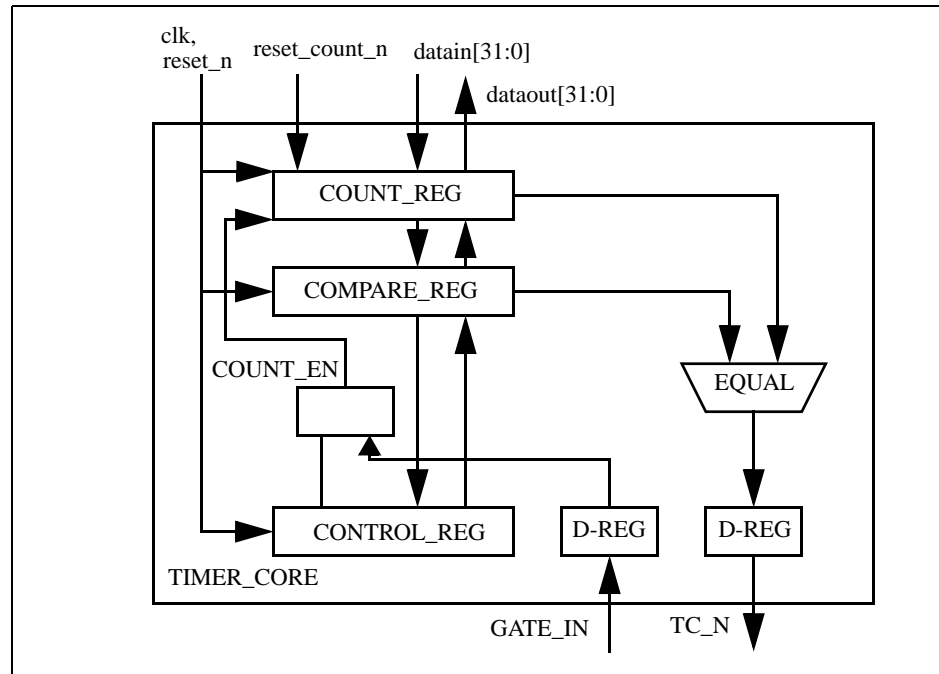 clk,
reset_n
reset_count_n
datain[31:0]
dataout[31:0]
COUNT_REG
COMPARE_REG
COUNT_EN
EQUAL
CONTROL_REG
D-REG
D-REG
TIMER_CORE
GATE_IN
TC_N